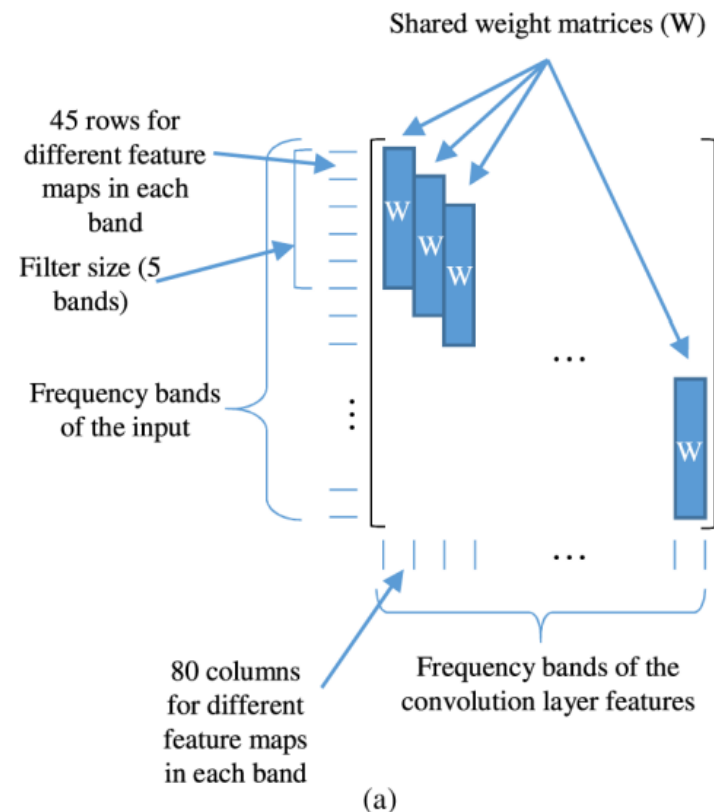 Shared weight matrices (W)
45 rows for
different feature
maps in each
band
Filter size (5
bands)
W
W
W
...
Frequency bands
of the input
...
W
...
80 columns
for different
feature maps
in each band
Frequency bands of the
convolution layer features
(a)